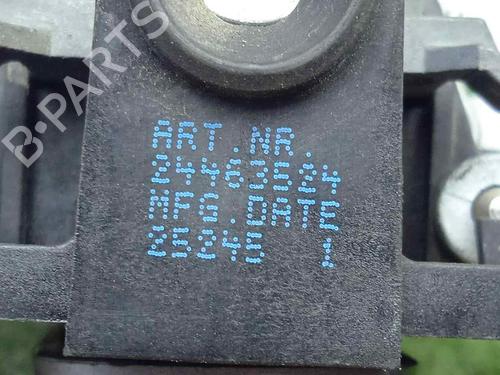 B-PARTS
ART.NR.
24463524
MFG.DATE
25245 1